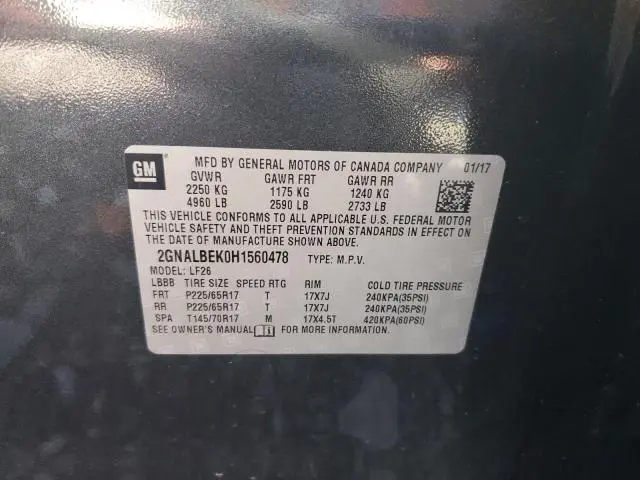 GM
MFD BY GENERAL MOTORS OF CANADA COMPANY 01/17
GVWR GAWR FRT GAWR RR
2250 KG 1175 KG 1240 KG
4960 LB 2590 LB 2733 LB
THIS VEHICLE CONFORMS TO ALL APPLICABLE U.S. FEDERAL MOTOR
VEHICLE SAFETY AND THEFT PREVENTION STANDARDS IN EFFECT
ON THE DATE OF MANUFACTURE SHOWN ABOVE.
2GNALBEK0H1560478 TYPE: M.P.V.
MODEL: LF26
LBBB TIRE SIZE SPEED RTG RIM COLD TIRE PRESSURE
FRT P225/65R17 T 17X7J 240KPA(35PSI)
RR P225/65R17 T 17X7J 240KPA(35PSI)
SPA T145/70R17 M 17X4.5T 420KPA(60PSI)
SEE OWNER'S MANUAL FOR MORE INFORMATION.